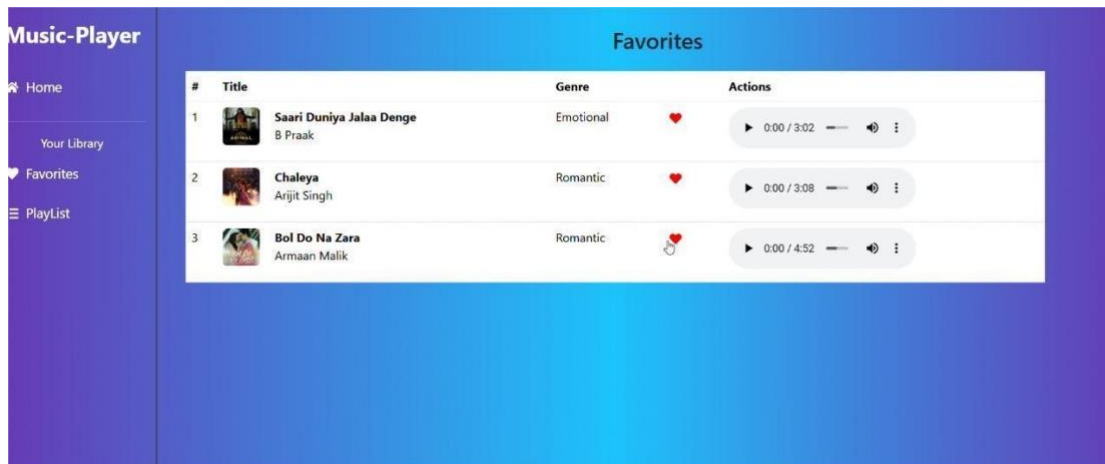 Music-Player
Home
Your Library
Favorites
PlayList
Favorites
# Title Genre Actions
1 Saari Duniya Jalaa Denge Emotional 0:00 / 3:02
B Praak
2 Chaleya Romantic 0:00 / 3:08
Arijit Singh
3 Bol Do Na Zara Romantic 0:00 / 4:52
Armaan Malik